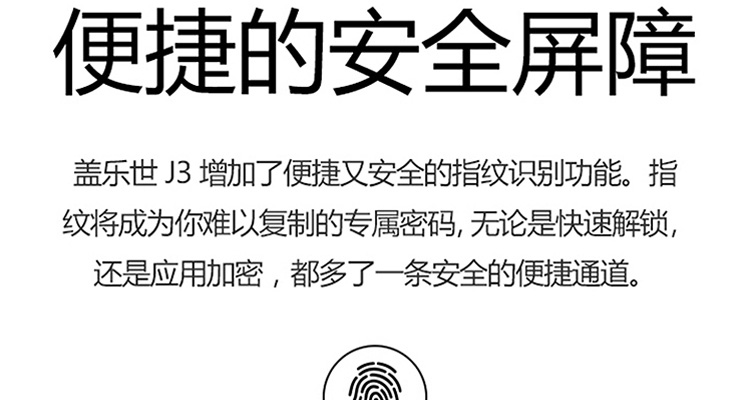 便捷的安全屏障
盖乐世 J3 增加了便捷又安全的指纹识别功能。指
纹将成为你难以复制的专属密码, 无论是快速解锁,
还是应用加密，都多了一条安全的便捷通道。